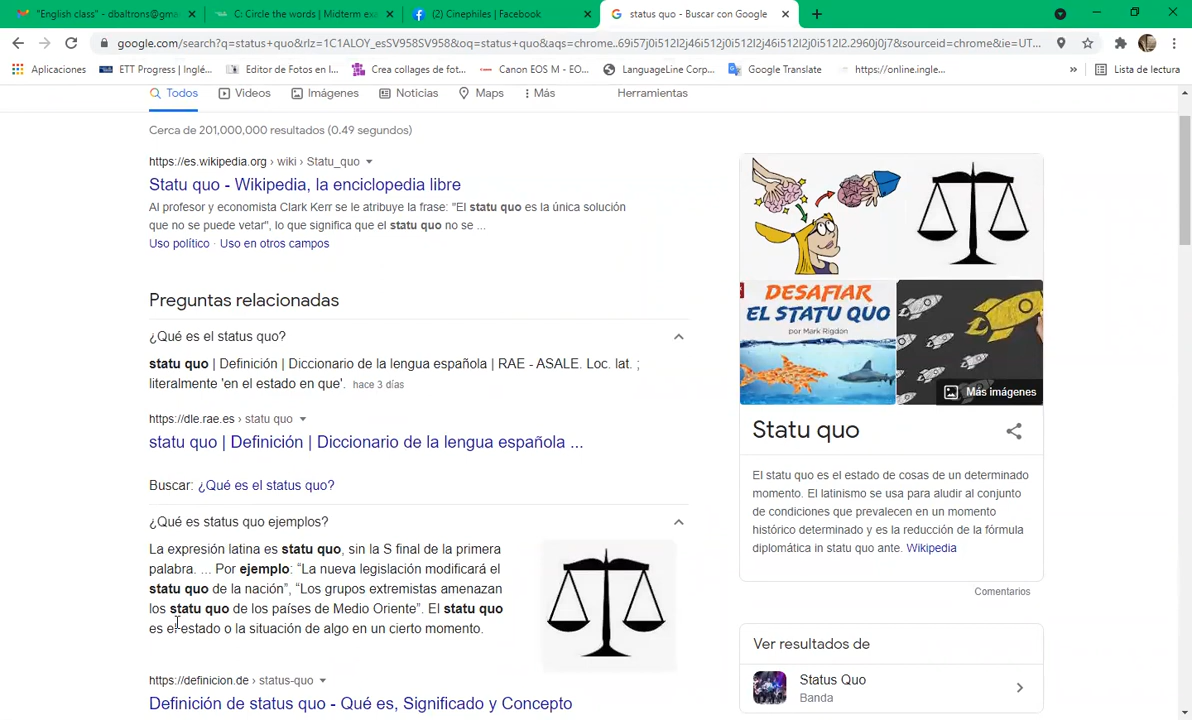 "English class" - dbaltrons@gma
C: Circle the words | Midterm exa
(2) Cinephiles | Facebook
status quo - Buscar con Google
google.com/search?q=status+quo&rlz=1C1ALOY_esSV958SV958&oq=status+quo&aqs=chrome..69i57j0i512l2j46i512j0i512l2j46i512j0i512l2.2960j0j7&sourceid=chrome&ie=UT...
Aplicaciones
ETT Progress | Inglé...
Editor de Fotos en l...
Crea collages de fot...
Canon EOS M - EO...
LanguageLine Corp...
Google Translate
https://online.ingle...
»
Lista de lectura
Todos
Videos
Imágenes
Noticias
Maps
Más
Herramientas
Cerca de 201,000,000 resultados (0.49 segundos)
https://es.wikipedia.org › wiki › Statu_quo
Statu quo - Wikipedia, la enciclopedia libre
Al profesor y economista Clark Kerr se le atribuye la frase: "El statu quo es la única solución
que no se puede vetar", lo que significa que el statu quo no se ...
Uso político · Uso en otros campos
Preguntas relacionadas
¿Qué es el status quo?
statu quo | Definición | Diccionario de la lengua española | RAE - ASALE. Loc. lat. ;
literalmente 'en el estado en que'. hace 3 días
https://dle.rae.es › statu quo
statu quo | Definición | Diccionario de la lengua española ...
Buscar: ¿Qué es el status quo?
¿Qué es status quo ejemplos?
La expresión latina es statu quo, sin la S final de la primera
palabra. ... Por ejemplo: “La nueva legislación modificará el
statu quo de la nación”, “Los grupos extremistas amenazan
los statu quo de los países de Medio Oriente”. El statu quo
es el estado o la situación de algo en un cierto momento.
https://definicion.de › status-quo
Definición de status quo - Qué es, Significado y Concepto
DESAFIAR
EL STATU QUO
por Mark Rigdon
Más imágenes
Statu quo
El statu quo es el estado de cosas de un determinado
momento. El latinismo se usa para aludir al conjunto
de condiciones que prevalecen en un momento
histórico determinado y es la reducción de la fórmula
diplomática in statu quo ante. Wikipedia
Comentarios
Ver resultados de
Status Quo
Banda